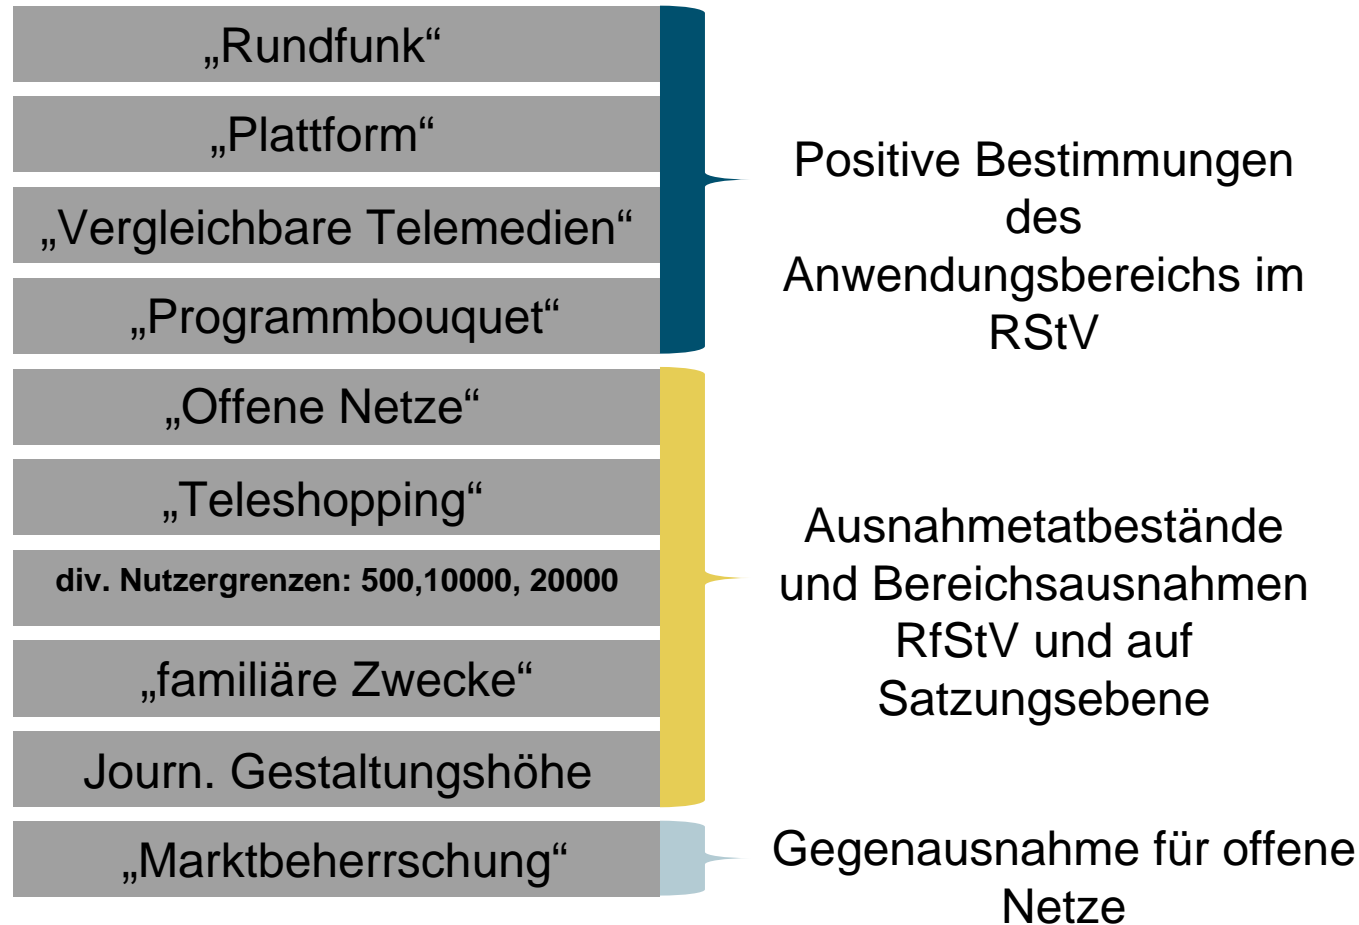 „Rundfunk“
„Plattform“
„Vergleichbare Telemedien“
„Programmbouquet“
Positive Bestimmungen
des
Anwendungsbereichs im
RStV
„Offene Netze“
„Teleshopping“
div. Nutzergrenzen: 500,10000, 20000
„familiäre Zwecke“
Journ. Gestaltungshöhe
Ausnahmetatbestände
und Bereichsausnahmen
RfStV und auf
Satzungsebene
„Marktbeherrschung“
Gegenausnahme für offene
Netze